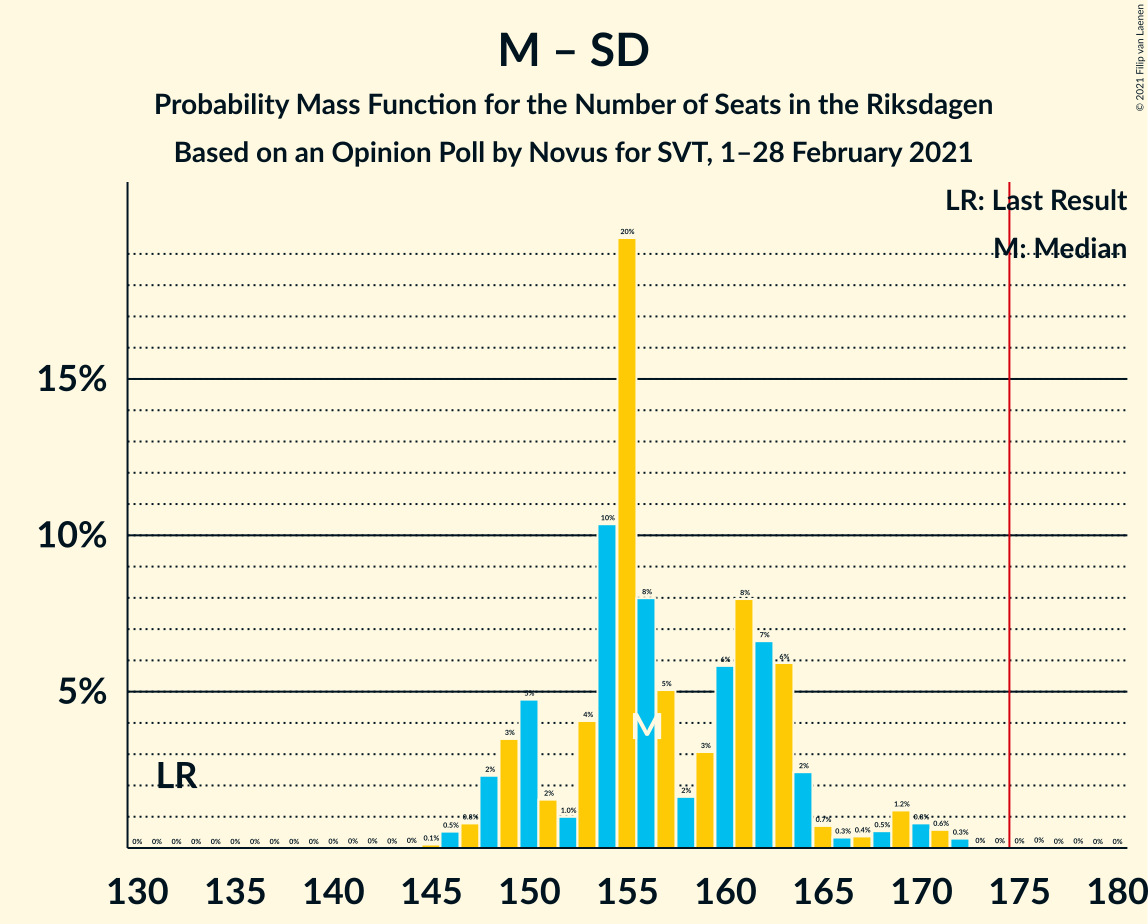 M – SD
Probability Mass Function for the Number of Seats in the Riksdagen
Based on an Opinion Poll by Novus for SVT, 1–28 February 2021
© 2021 Filip van Laenen
LR: Last Result
M: Median
15%
10%
5%
LR
M
0% 0% 0% 0% 0% 0% 0% 0% 0% 0% 0% 0% 0% 0% 0% 0.1% 0.5% 0.8% 2% 3% 5% 2% 1.0% 4% 10% 20% 8% 5% 2% 3% 6% 8% 7% 6% 2% 0.7% 0.3% 0.4% 0.5% 1.2% 0.8% 0.6% 0.3% 0% 0% 0% 0% 0% 0% 0% 0%
130 135 140 145 150 155 160 165 170 175 180